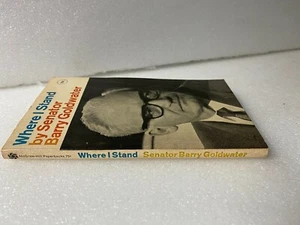 Where I Stand
by Senator
Barry Goldwater
Where I Stand Senator Barry Goldwater